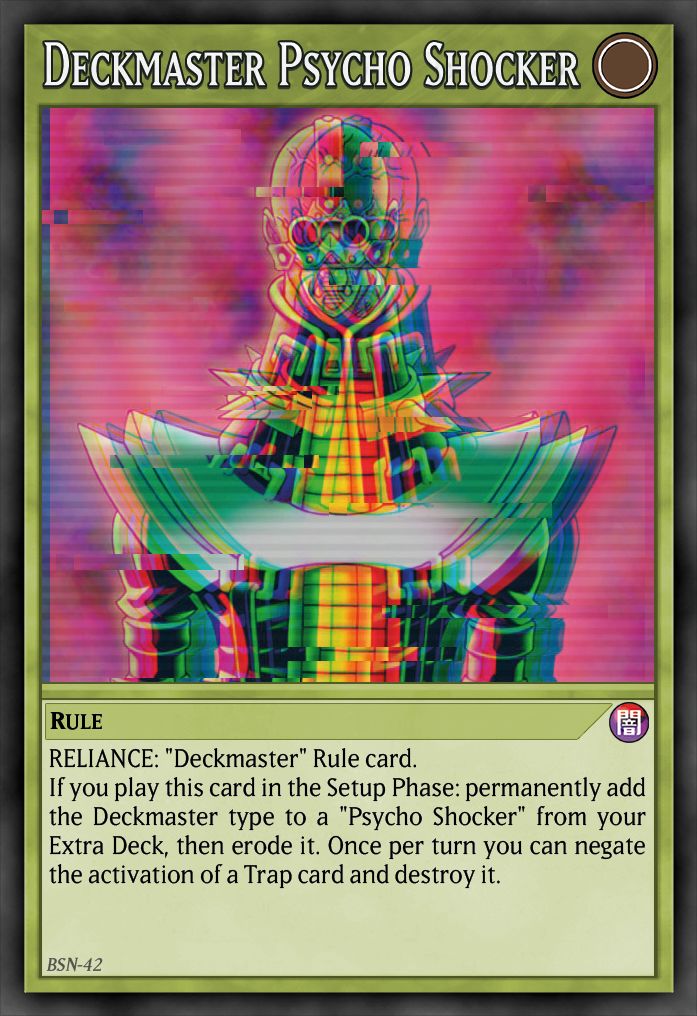 Deckmaster Psycho Shocker
Rule
闇
RELIANCE: "Deckmaster" Rule card.
If you play this card in the Setup Phase: permanently add
the Deckmaster type to a "Psycho Shocker" from your
Extra Deck, then erode it. Once per turn you can negate
the activation of a Trap card and destroy it.
BSN-42